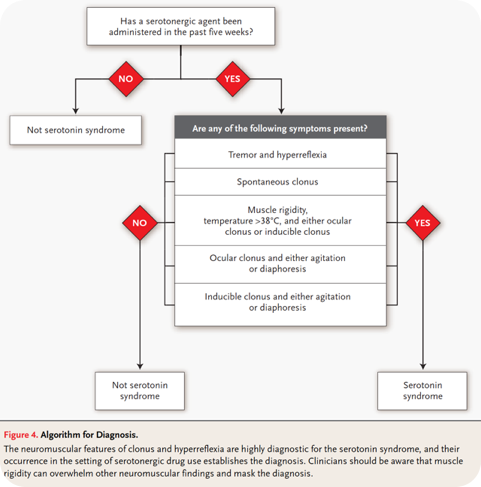 Has a serotonergic agent been
administered in the past five weeks?
NO
YES
Not serotonin syndrome
Are any of the following symptoms present?
Tremor and hyperreflexia
Spontaneous clonus
Muscle rigidity,
temperature >38°C, and either ocular
clonus or inducible clonus
NO
YES
Ocular clonus and either agitation
or diaphoresis
Inducible clonus and either agitation
or diaphoresis
Not serotonin
syndrome
Serotonin
syndrome
Figure 4. Algorithm for Diagnosis.
The neuromuscular features of clonus and hyperreflexia are highly diagnostic for the serotonin syndrome, and their
occurrence in the setting of serotonergic drug use establishes the diagnosis. Clinicians should be aware that muscle
rigidity can overwhelm other neuromuscular findings and mask the diagnosis.